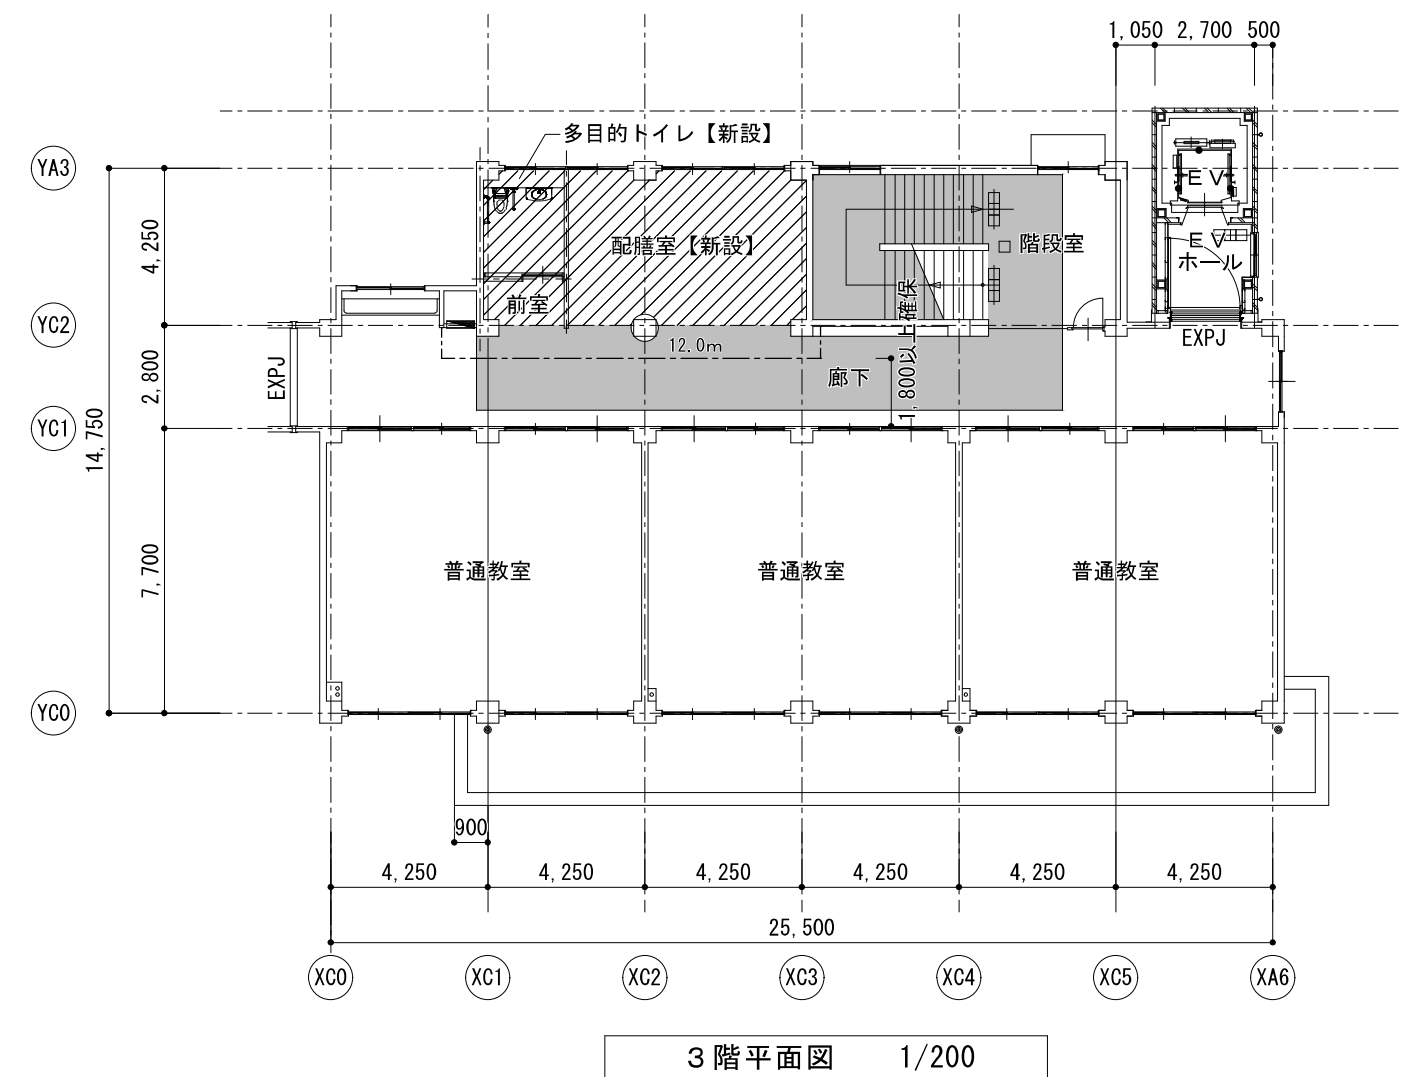 1,050 2,700 500
多目的トイレ【新設】
YA3
ＥＶ
4,250
配膳室【新設】
階段室
ＥＶ
ホール
前室
YC2
12.0m
EXPJ
EXPJ
2,800
廊下
1,800以上確保
YC1
14,750
7,700
普通教室 普通教室 普通教室
YC0
900
4,250 4,250 4,250 4,250 4,250 4,250
25,500
XC0 XC1 XC2 XC3 XC4 XC5 XA6
３階平面図 1/200